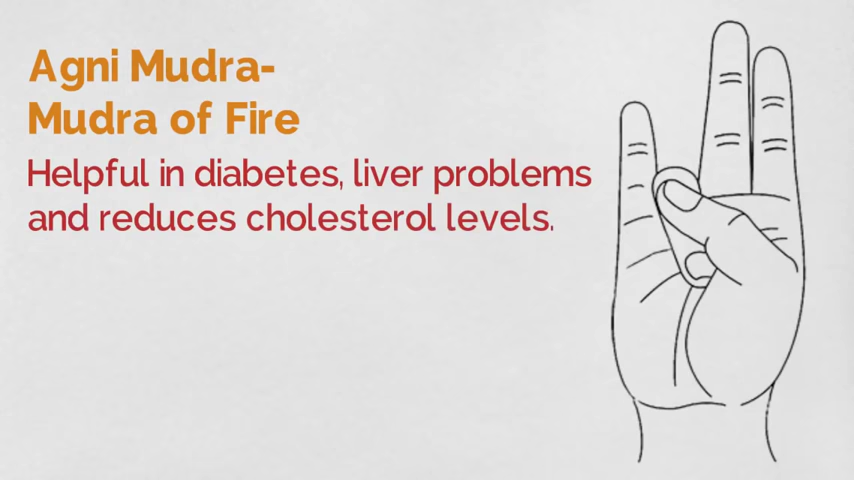 Agni Mudra-
Mudra of Fire
Helpful in diabetes, liver problems
and reduces cholesterol levels.